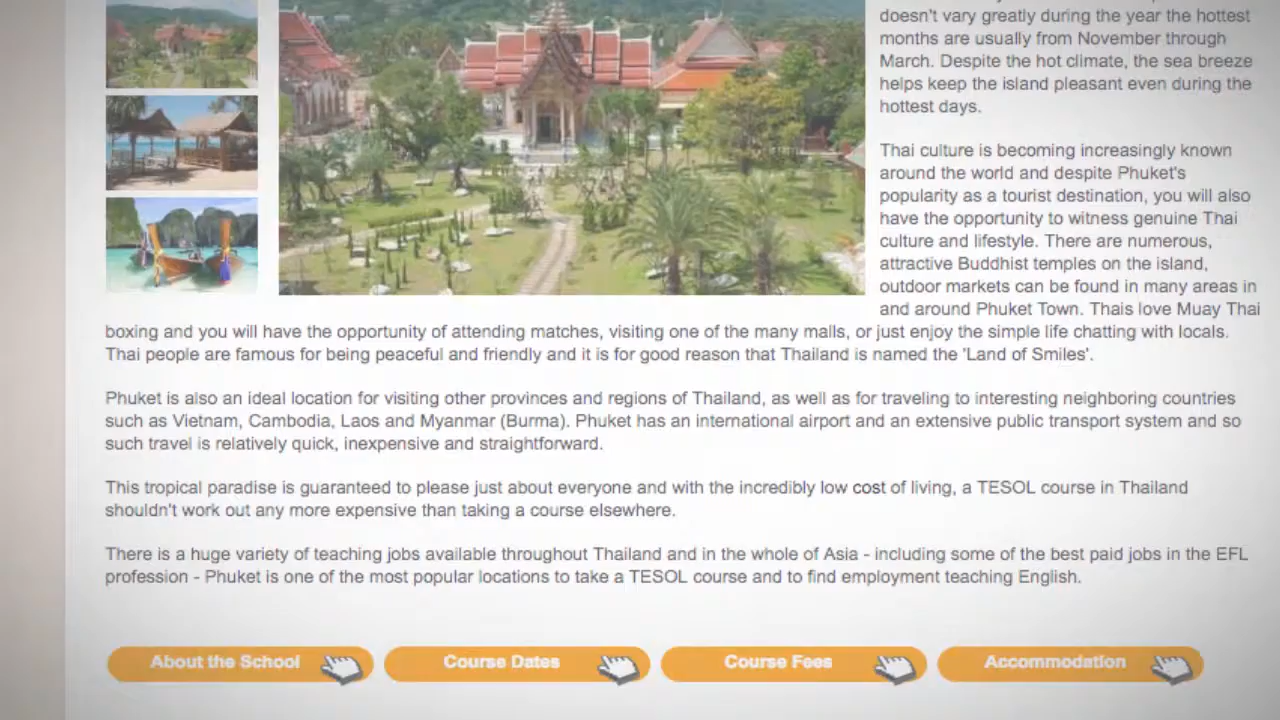 doesn't vary greatly during the year the hottest
months are usually from November through
March. Despite the hot climate, the sea breeze
helps keep the island pleasant even during the
hottest days.
Thai culture is becoming increasingly known
around the world and despite Phuket's
popularity as a tourist destination, you will also
have the opportunity to witness genuine Thai
culture and lifestyle. There are numerous,
attractive Buddhist temples on the island,
outdoor markets can be found in many areas in
and around Phuket Town. Thais love Muay Thai
boxing and you will have the opportunity of attending matches, visiting one of the many malls, or just enjoy the simple life chatting with locals.
Thai people are famous for being peaceful and friendly and it is for good reason that Thailand is named the 'Land of Smiles'.
Phuket is also an ideal location for visiting other provinces and regions of Thailand, as well as for traveling to interesting neighboring countries
such as Vietnam, Cambodia, Laos and Myanmar (Burma). Phuket has an international airport and an extensive public transport system and so
such travel is relatively quick, inexpensive and straightforward.
This tropical paradise is guaranteed to please just about everyone and with the incredibly low cost of living, a TESOL course in Thailand
shouldn't work out any more expensive than taking a course elsewhere.
There is a huge variety of teaching jobs available throughout Thailand and in the whole of Asia - including some of the best paid jobs in the EFL
profession - Phuket is one of the most popular locations to take a TESOL course and to find employment teaching English.
About the School
Course Dates
Course Fees
Accommodation